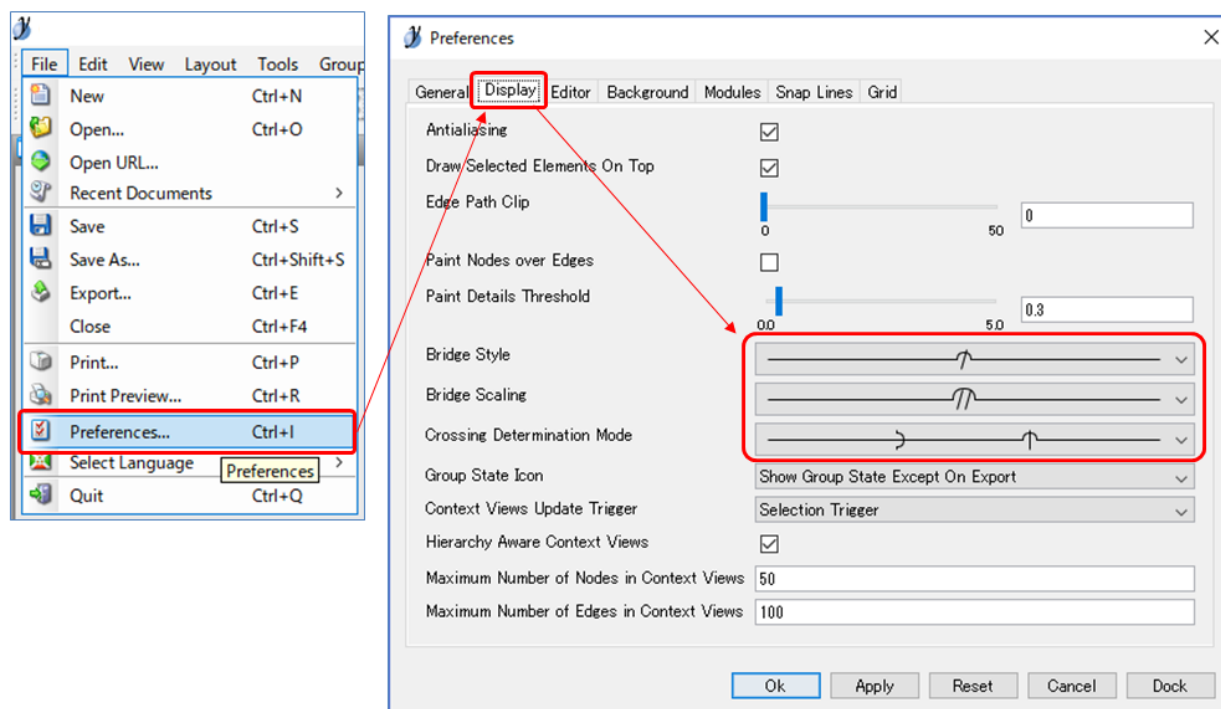 File Edit View Layout Tools Group
New Ctrl+N
Open... Ctrl+O
Open URL...
Recent Documents
Save Ctrl+S
Save As... Ctrl+Shift+S
Export... Ctrl+E
Close Ctrl+F4
Print... Ctrl+P
Print Preview... Ctrl+R
Preferences... Ctrl+I
Select Language
Preferences
Quit Ctrl+Q
Preferences
General Display Editor Background Modules Snap Lines Grid
Antialiasing
Draw Selected Elements On Top
Edge Path Clip
0
0 50
Paint Nodes over Edges
Paint Details Threshold
0.3
0.0 5.0
Bridge Style
Bridge Scaling
Crossing Determination Mode
Group State Icon Show Group State Except On Export
Context Views Update Trigger Selection Trigger
Hierarchy Aware Context Views
Maximum Number of Nodes in Context Views 50
Maximum Number of Edges in Context Views 100
Ok Apply Reset Cancel Dock